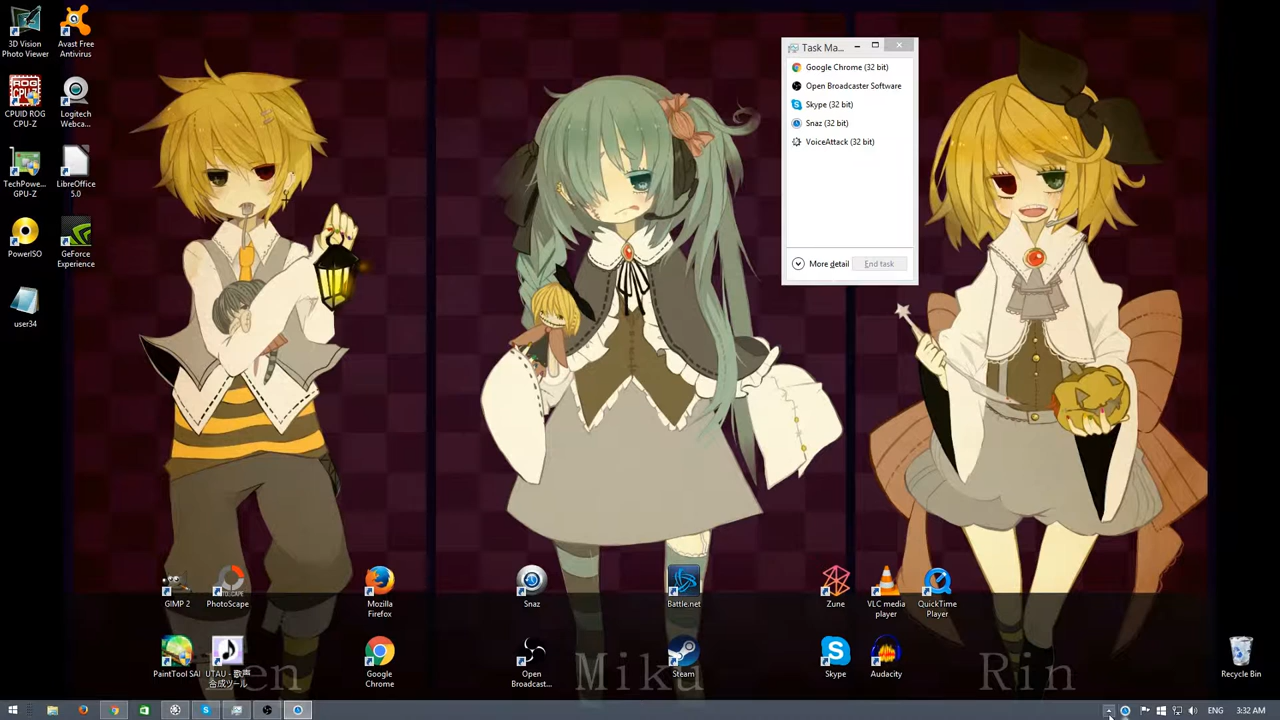 3D Vision
Photo Viewer
Avast Free
Antivirus
CPUID ROG
CPU-Z
Logitech
Webca...
TechPowe...
GPU-Z
LibreOffice
5.0
PowerISO
GeForce
Experience
user34
Task Ma...
Google Chrome (32 bit)
Open Broadcaster Software
Skype (32 bit)
Snaz (32 bit)
VoiceAttack (32 bit)
More detail
End task
GIMP 2
PhotoScape
Mozilla
Firefox
Snaz
Battle.net
Zune
VLC media
player
QuickTime
Player
PaintTool SAI
UTAU - 歌声
合成ツール
Google
Chrome
Open
Broadcast...
Steam
Skype
Audacity
Recycle Bin
Len
Miku
Rin
ENG
3:32 AM